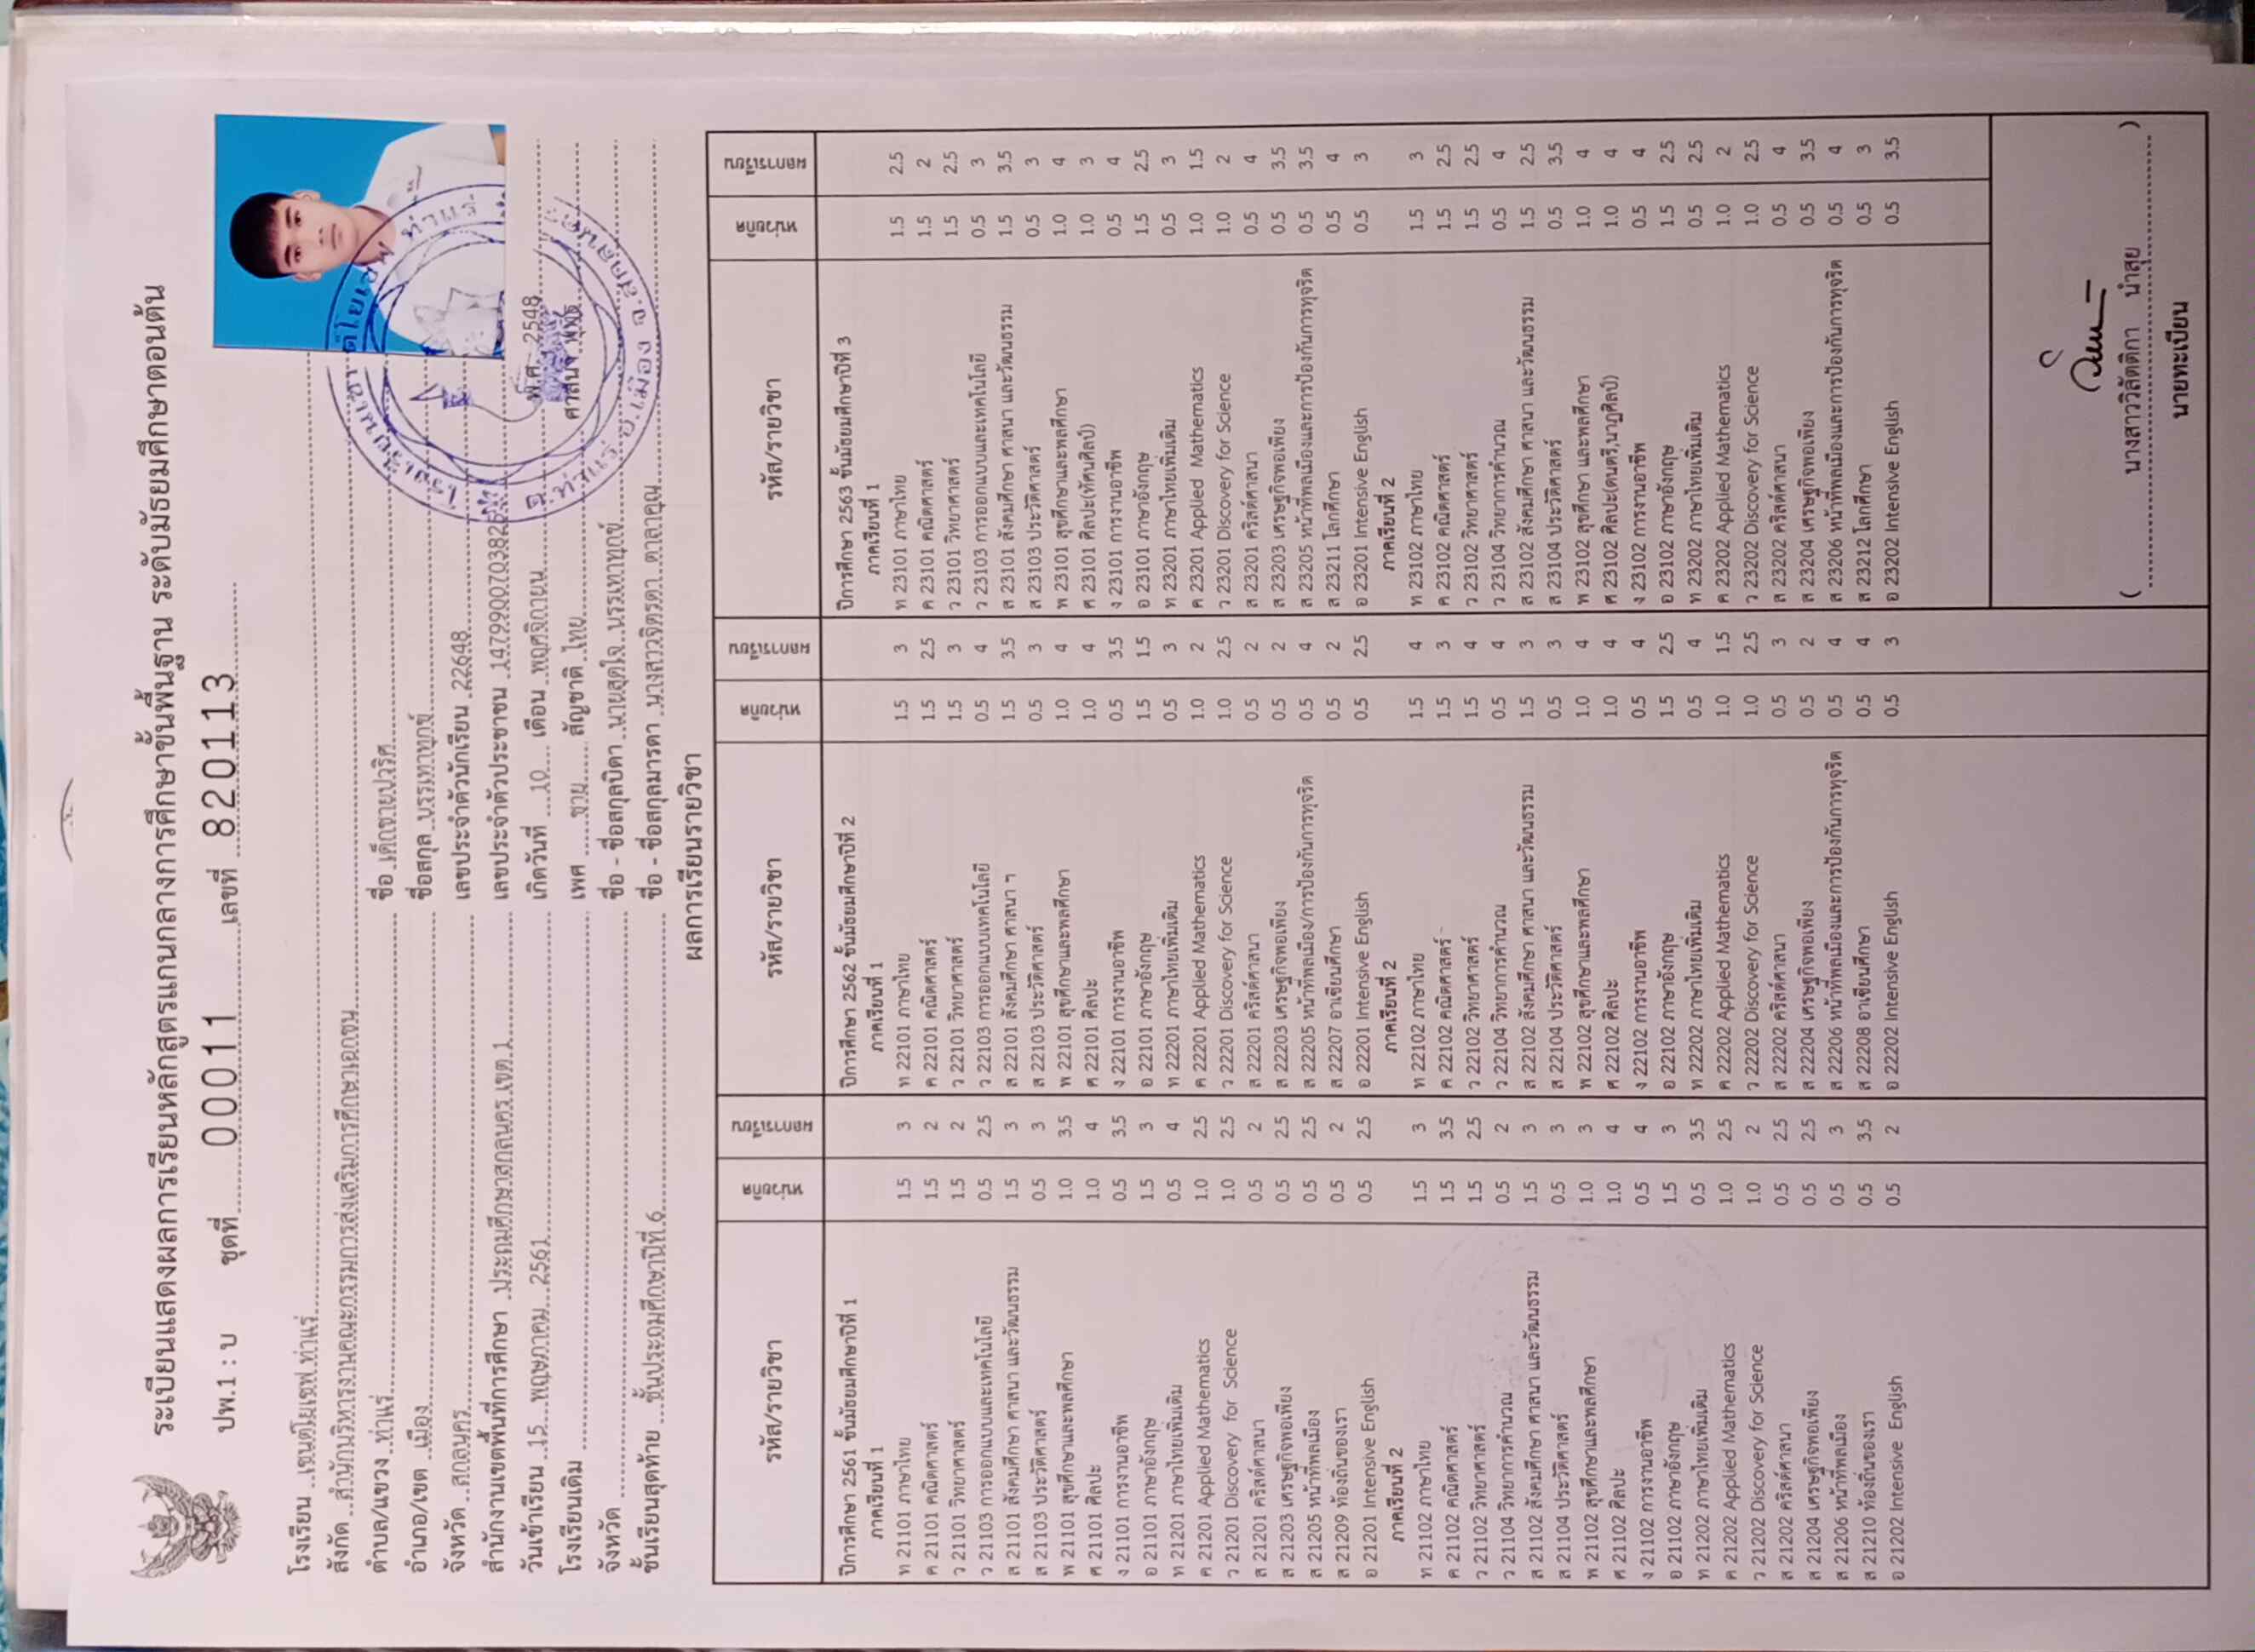 ระเบียนแสดงผลการเรียนหลักสูตรแกนกลางการศึกษาขั้นพื้นฐาน ระดับมัธยมศึกษาตอนต้น
ปพ.1 : บ ชุดที่ 00011 เลขที่ 820113
โรงเรียน เซนต์โยเซฟ ท่าแร่
สังกัด สำนักบริหารงานคณะกรรมการส่งเสริมการศึกษาเอกชน
ตำบล/แขวง ท่าแร่
อำเภอ/เขต เมือง
จังหวัด สกลนคร
สำนักงานเขตพื้นที่การศึกษา ประถมศึกษาสกลนคร เขต 1
วันเข้าเรียน 15 พฤษภาคม 2561
โรงเรียนเดิม
จังหวัด
ชั้นเรียนสุดท้าย ชั้นประถมศึกษาปีที่ 6
ชื่อ เด็กชายปวริศ
ชื่อสกุล บรรเทาทุกข์
เลขประจำตัวนักเรียน 22648
เลขประจำตัวประชาชน
เกิดวันที่ 10 เดือน พฤศจิกายน พ.ศ. 2548
เพศ ชาย สัญชาติ ไทย ศาสนา พุทธ
ชื่อ - ชื่อสกุลบิดา นายสุดใจ บรรเทาทุกข์
ชื่อ - ชื่อสกุลมารดา นางสาววิจิตรตา ตาลาคุณ
ผลการเรียนรายวิชา
รหัส/รายวิชา หน่วยกิต ผลการเรียน
ปีการศึกษา 2561 ชั้นมัธยมศึกษาปีที่ 1
ภาคเรียนที่ 1
ท 21101 ภาษาไทย 1.5 3
ค 21101 คณิตศาสตร์ 1.5 2
ว 21101 วิทยาศาสตร์ 1.5 2
ว 21103 การออกแบบและเทคโนโลยี 0.5 2.5
ส 21101 สังคมศึกษา ศาสนา และวัฒนธรรม 1.5 3
ส 21103 ประวัติศาสตร์ 0.5 3
พ 21101 สุขศึกษาและพลศึกษา 1.0 3.5
ศ 21101 ศิลปะ 1.0 4
ง 21101 การงานอาชีพ 0.5 3.5
อ 21101 ภาษาอังกฤษ 1.5 3
ท 21201 ภาษาไทยเพิ่มเติม 0.5 4
ค 21201 Applied Mathematics 1.0 2.5
ว 21201 Discovery for Science 1.0 2.5
ส 21201 คริสต์ศาสนา 0.5 2
ส 21203 เศรษฐกิจพอเพียง 0.5 2.5
ส 21205 หน้าที่พลเมือง 0.5 2.5
ส 21209 ท้องถิ่นของเรา 0.5 2
อ 21201 Intensive English 0.5 2.5
ภาคเรียนที่ 2
ท 21102 ภาษาไทย 1.5 3
ค 21102 คณิตศาสตร์ 1.5 3.5
ว 21102 วิทยาศาสตร์ 1.5 2.5
ว 21104 วิทยาการคำนวณ 0.5 2
ส 21102 สังคมศึกษา ศาสนา และวัฒนธรรม 1.5 3
ส 21104 ประวัติศาสตร์ 0.5 3
พ 21102 สุขศึกษาและพลศึกษา 1.0 3
ศ 21102 ศิลปะ 1.0 4
ง 21102 การงานอาชีพ 0.5 4
อ 21102 ภาษาอังกฤษ 1.5 3
ท 21202 ภาษาไทยเพิ่มเติม 0.5 3.5
ค 21202 Applied Mathematics 1.0 2.5
ว 21202 Discovery for Science 1.0 2
ส 21202 คริสต์ศาสนา 0.5 2.5
ส 21204 เศรษฐกิจพอเพียง 0.5 2.5
ส 21206 หน้าที่พลเมือง 0.5 3
ส 21210 ท้องถิ่นของเรา 0.5 3.5
อ 21202 Intensive English 0.5 2
รหัส/รายวิชา หน่วยกิต ผลการเรียน
ปีการศึกษา 2562 ชั้นมัธยมศึกษาปีที่ 2
ภาคเรียนที่ 1
ท 22101 ภาษาไทย 1.5 3
ค 22101 คณิตศาสตร์ 1.5 2.5
ว 22101 วิทยาศาสตร์ 1.5 3
ว 22103 การออกแบบเทคโนโลยี 0.5 4
ส 22101 สังคมศึกษา ศาสนา ฯ 1.5 3.5
ส 22103 ประวัติศาสตร์ 0.5 3
พ 22101 สุขศึกษาและพลศึกษา 1.0 4
ศ 22101 ศิลปะ 1.0 4
ง 22101 การงานอาชีพ 0.5 3.5
อ 22101 ภาษาอังกฤษ 1.5 1.5
ท 22201 ภาษาไทยเพิ่มเติม 0.5 3
ค 22201 Applied Mathematics 1.0 2
ว 22201 Discovery for Science 1.0 2.5
ส 22201 คริสต์ศาสนา 0.5 2
ส 22203 เศรษฐกิจพอเพียง 0.5 2
ส 22205 หน้าที่พลเมือง/การป้องกันการทุจริต 0.5 4
ส 22207 อาเซียนศึกษา 0.5 2
อ 22201 Intensive English 0.5 2.5
ภาคเรียนที่ 2
ท 22102 ภาษาไทย 1.5 4
ค 22102 คณิตศาสตร์ 1.5 3
ว 22102 วิทยาศาสตร์ 1.5 4
ว 22104 วิทยาการคำนวณ 0.5 4
ส 22102 สังคมศึกษา ศาสนา และวัฒนธรรม 1.5 3
ส 22104 ประวัติศาสตร์ 0.5 3
พ 22102 สุขศึกษาและพลศึกษา 1.0 4
ศ 22102 ศิลปะ 1.0 4
ง 22102 การงานอาชีพ 0.5 4
อ 22102 ภาษาอังกฤษ 1.5 2.5
ท 22202 ภาษาไทยเพิ่มเติม 0.5 4
ค 22202 Applied Mathematics 1.0 1.5
ว 22202 Discovery for Science 1.0 2.5
ส 22202 คริสต์ศาสนา 0.5 3
ส 22204 เศรษฐกิจพอเพียง 0.5 2
ส 22206 หน้าที่พลเมืองและการป้องกันการทุจริต 0.5 4
ส 22208 อาเซียนศึกษา 0.5 4
อ 22202 Intensive English 0.5 3
รหัส/รายวิชา หน่วยกิต ผลการเรียน
ปีการศึกษา 2563 ชั้นมัธยมศึกษาปีที่ 3
ภาคเรียนที่ 1
ท 23101 ภาษาไทย 1.5 2.5
ค 23101 คณิตศาสตร์ 1.5 2
ว 23101 วิทยาศาสตร์ 1.5 2.5
ว 23103 การออกแบบและเทคโนโลยี 0.5 3
ส 23101 สังคมศึกษา ศาสนา และวัฒนธรรม 1.5 3.5
ส 23103 ประวัติศาสตร์ 0.5 3
พ 23101 สุขศึกษาและพลศึกษา 1.0 4
ศ 23101 ศิลปะ(ทัศนศิลป์) 1.0 3
ง 23101 การงานอาชีพ 0.5 4
อ 23101 ภาษาอังกฤษ 1.5 2.5
ท 23201 ภาษาไทยเพิ่มเติม 0.5 3
ค 23201 Applied Mathematics 1.0 1.5
ว 23201 Discovery for Science 1.0 2
ส 23201 คริสต์ศาสนา 0.5 4
ส 23203 เศรษฐกิจพอเพียง 0.5 3.5
ส 23205 หน้าที่พลเมืองและการป้องกันการทุจริต 0.5 3.5
ส 23211 โลกศึกษา 0.5 4
อ 23201 Intensive English 0.5 3
ภาคเรียนที่ 2
ท 23102 ภาษาไทย 1.5 3
ค 23102 คณิตศาสตร์ 1.5 2.5
ว 23102 วิทยาศาสตร์ 1.5 2.5
ว 23104 วิทยาการคำนวณ 0.5 4
ส 23102 สังคมศึกษา ศาสนา และวัฒนธรรม 1.5 2.5
ส 23104 ประวัติศาสตร์ 0.5 3.5
พ 23102 สุขศึกษา และพลศึกษา 1.0 4
ศ 23102 ศิลปะ(ดนตรี,นาฏศิลป์) 1.0 4
ง 23102 การงานอาชีพ 0.5 4
อ 23102 ภาษาอังกฤษ 1.5 2.5
ท 23202 ภาษาไทยเพิ่มเติม 0.5 2.5
ค 23202 Applied Mathematics 1.0 2
ว 23202 Discovery for Science 1.0 2.5
ส 23202 คริสต์ศาสนา 0.5 4
ส 23204 เศรษฐกิจพอเพียง 0.5 3.5
ส 23206 หน้าที่พลเมืองและการป้องกันการทุจริต 0.5 4
ส 23212 โลกศึกษา 0.5 3
อ 23202 Intensive English 0.5 3.5
( นางสาววิลัดติกา นำสุย )
นายทะเบียน
โรงเรียนเซนต์โยเซฟ ท่าแร่
ต.ท่าแร่ อ.เมือง จ.สกลนคร